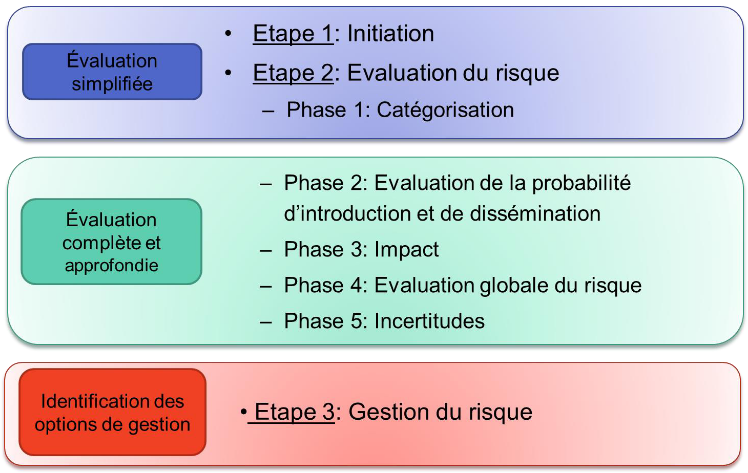 Évaluation
simplifiée
• Etape 1: Initiation
• Etape 2: Evaluation du risque
– Phase 1: Catégorisation
Évaluation
complète et
approfondie
– Phase 2: Evaluation de la probabilité
d’introduction et de dissémination
– Phase 3: Impact
– Phase 4: Evaluation globale du risque
– Phase 5: Incertitudes
Identification des
options de gestion
• Etape 3: Gestion du risque